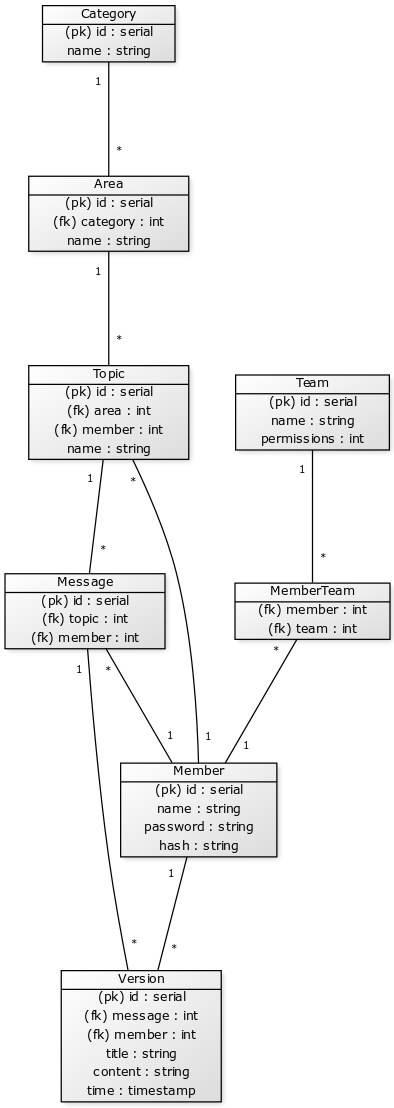 Category
(pk) id : serial
name : string
1
*
Area
(pk) id : serial
(fk) category : int
name : string
1
*
Topic
(pk) id : serial
(fk) area : int
(fk) member : int
name : string
Team
(pk) id : serial
name : string
permissions : int
1
*
1
*
*
Message
(pk) id : serial
(fk) topic : int
(fk) member : int
MemberTeam
(fk) member : int
(fk) team : int
1
*
*
1
1
1
Member
(pk) id : serial
name : string
password : string
hash : string
1
*
*
Version
(pk) id : serial
(fk) message : int
(fk) member : int
title : string
content : string
time : timestamp